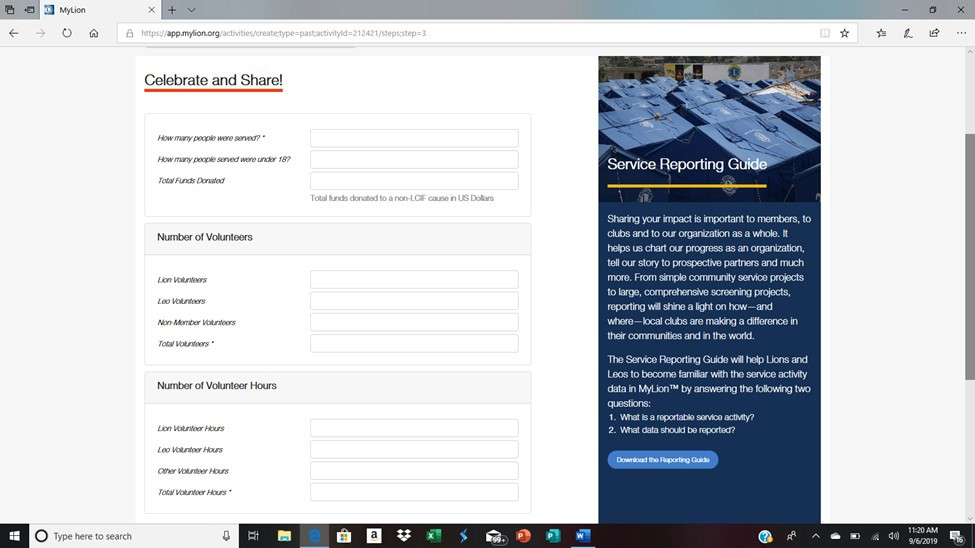 MyLion
https://app.mylion.org/activities/create;type=past;activityId=212421/steps;step=3
Celebrate and Share!
How many people were served? *
How many people served were under 18?
Total Funds Donated
Total funds donated to a non-LCIF cause in US Dollars
Number of Volunteers
Lion Volunteers
Leo Volunteers
Non-Member Volunteers
Total Volunteers *
Number of Volunteer Hours
Lion Volunteer Hours
Leo Volunteer Hours
Other Volunteer Hours
Total Volunteer Hours *
Service Reporting Guide
Sharing your impact is important to members, to
clubs and to our organization as a whole. It
helps us chart our progress as an organization,
tell our story to prospective partners and much
more. From simple community service projects
to large, comprehensive screening projects,
reporting will shine a light on how—and
where—local clubs are making a difference in
their communities and in the world.
The Service Reporting Guide will help Lions and
Leos to become familiar with the service activity
data in MyLion™ by answering the following two
questions:
1. What is a reportable service activity?
2. What data should be reported?
Download the Reporting Guide
Type here to search
99+
11:20 AM
9/6/2019
16